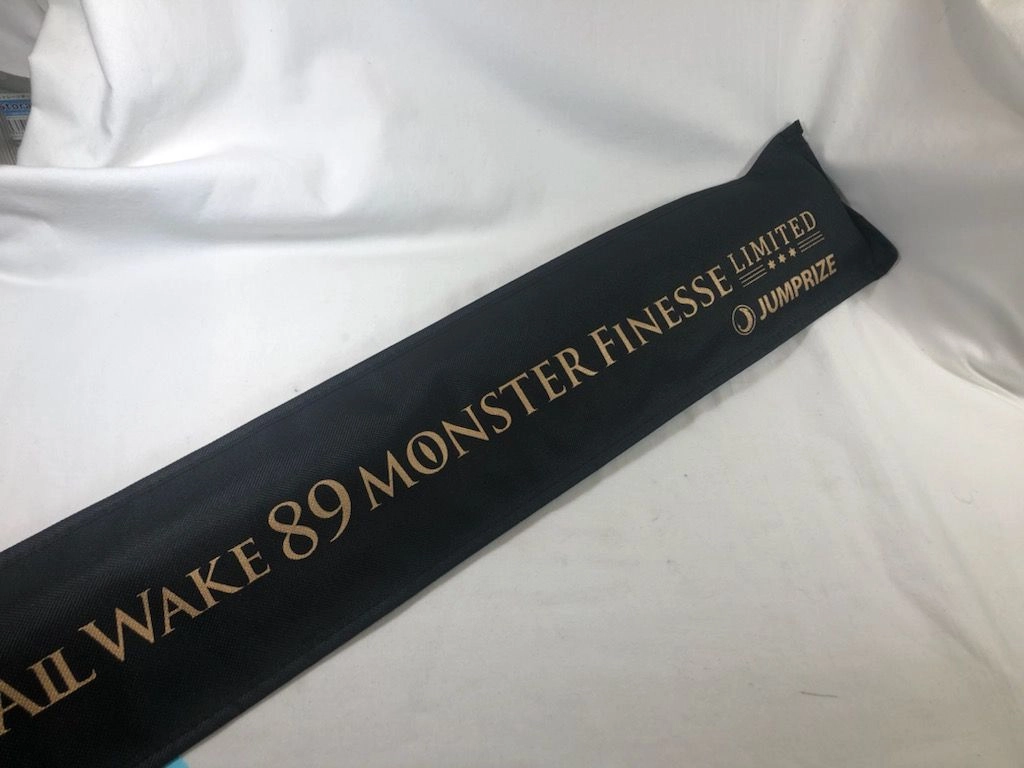 AIL WAKE 89 MONSTER FINESSE LIMITED
JUMPRIZE